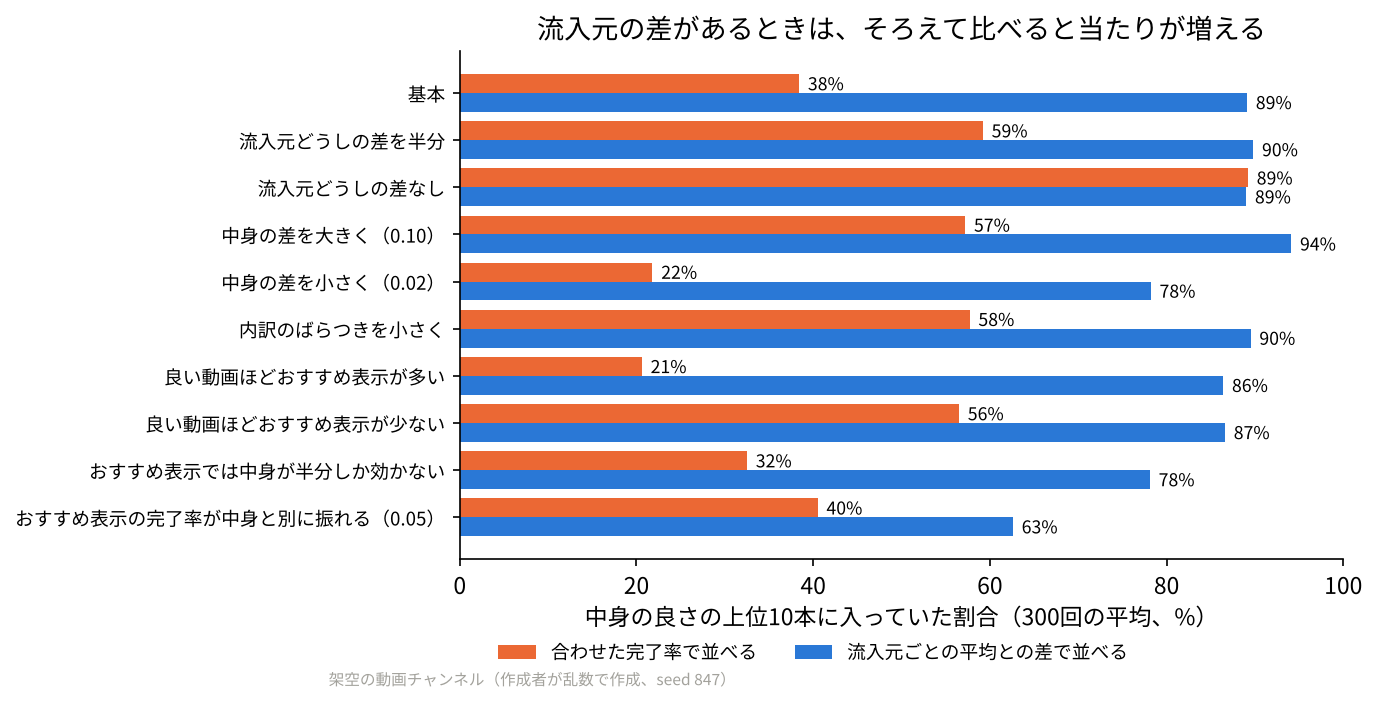 流入元の差があるときは、そろえて比べると当たりが増える
基本
38%
89%
流入元どうしの差を半分
59%
90%
流入元どうしの差なし
89%
89%
中身の差を大きく（0.10）
57%
94%
中身の差を小さく（0.02）
22%
78%
内訳のばらつきを小さく
58%
90%
良い動画ほどおすすめ表示が多い
21%
86%
良い動画ほどおすすめ表示が少ない
56%
87%
おすすめ表示では中身が半分しか効かない
32%
78%
おすすめ表示の完了率が中身と別に振れる（0.05）
40%
63%
0 20 40 60 80 100
中身の良さの上位10本に入っていた割合（300回の平均、%）
合わせた完了率で並べる 流入元ごとの平均との差で並べる
架空の動画チャンネル（作成者が乱数で作成、seed 847）